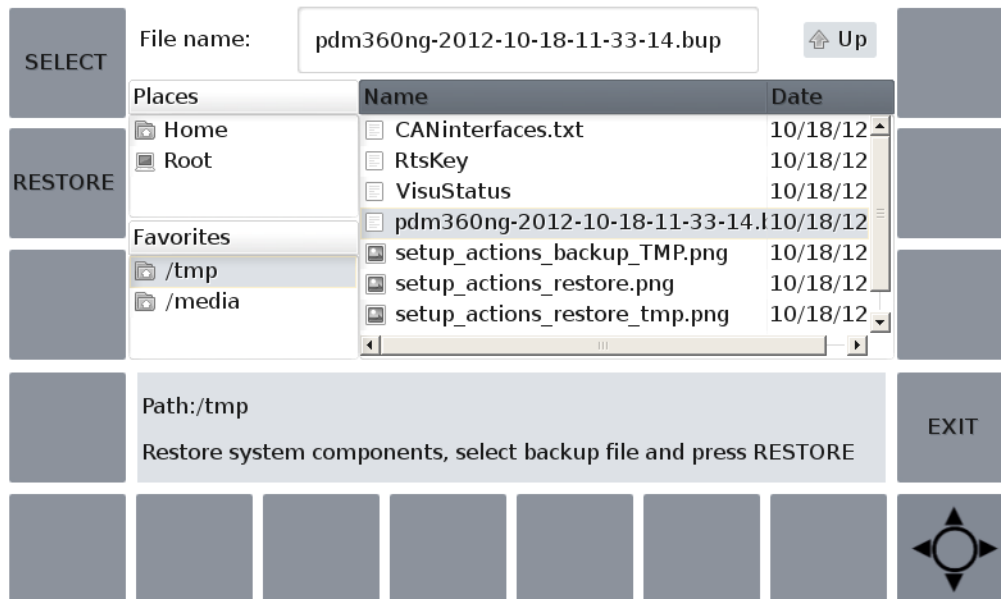 SELECT
File name:
pdm360ng-2012-10-18-11-33-14.bup
Up
Places
Home
Root
Name Date
CANinterfaces.txt 10/18/12
RtsKey 10/18/12
VisuStatus 10/18/12
pdm360ng-2012-10-18-11-33-14. 10/18/12
setup_actions_backup_TMP.png 10/18/12
setup_actions_restore.png 10/18/12
setup_actions_restore_tmp.png 10/18/12
RESTORE
Favorites
/tmp
/media
Path:/tmp
Restore system components, select backup file and press RESTORE
EXIT